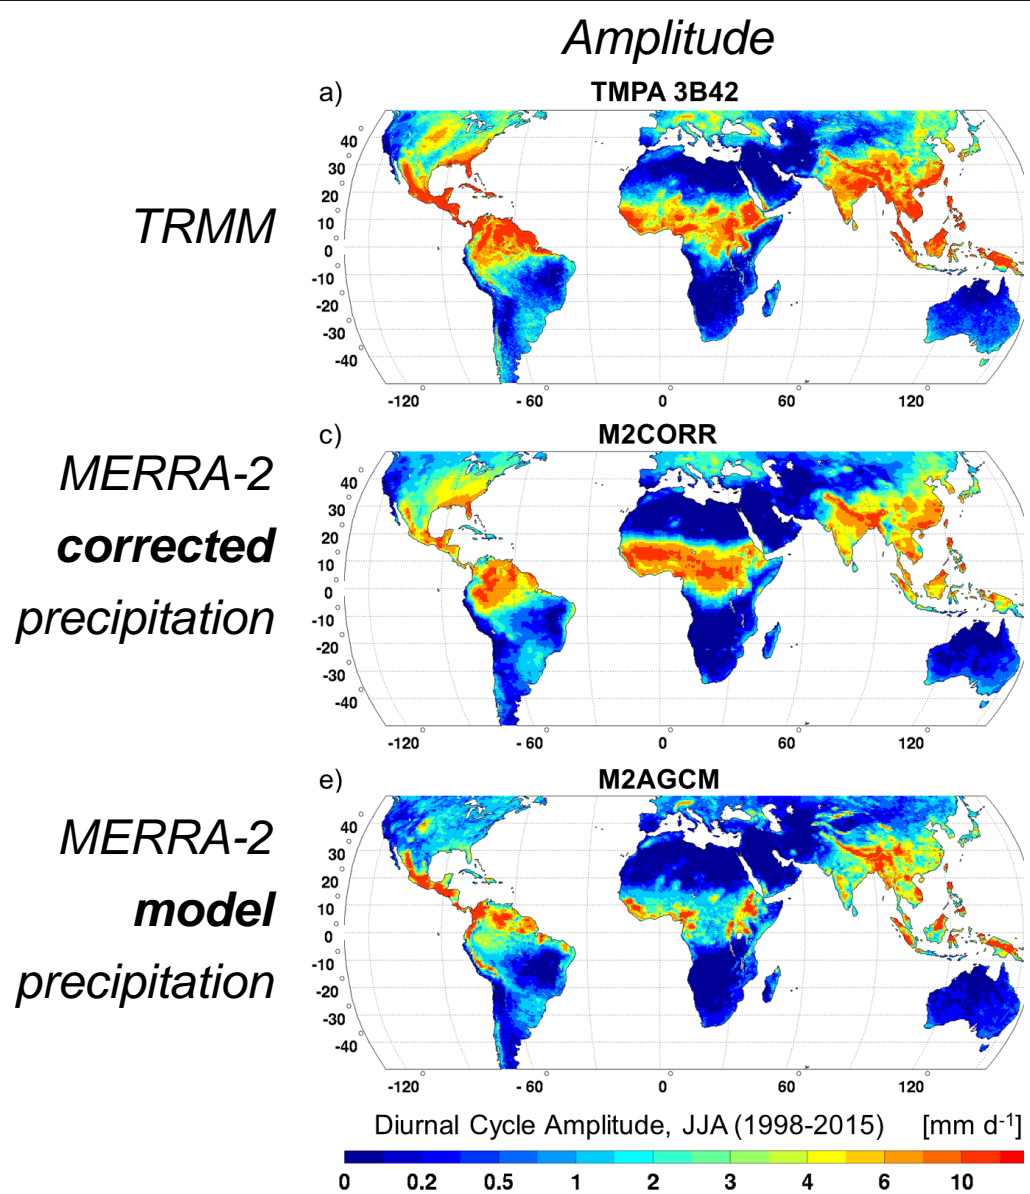 Amplitude
a) TMPA 3B42
TRMM
40
30
20
10
0
-10
-20
-30
-40
-120 -60 0 60 120
c) M2CORR
MERRA-2
corrected
precipitation
40
30
20
10
0
-10
-20
-30
-40
-120 -60 0 60 120
e) M2AGCM
MERRA-2
model
precipitation
40
30
20
10
0
-10
-20
-30
-40
-120 -60 0 60 120
Diurnal Cycle Amplitude, JJA (1998-2015) [mm d-1]
0 0.2 0.5 1 2 3 4 6 10